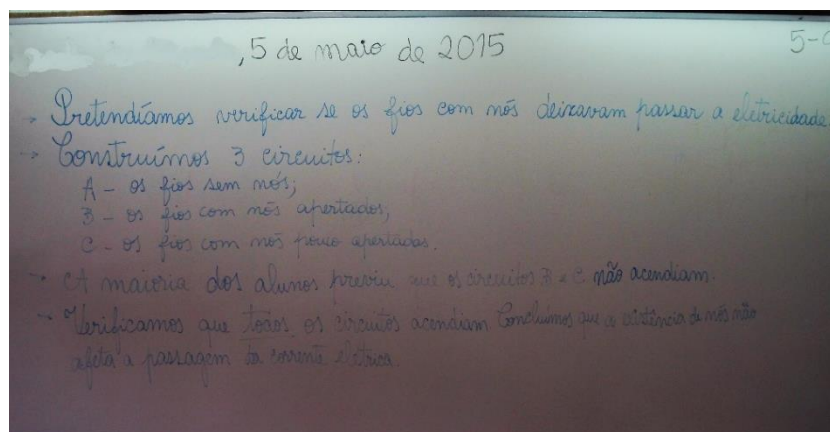 , 5 de maio de 2015
5-
→ Pretendíamos verificar se os fios com nós deixavam passar a eletricidade
→ Construímos 3 circuitos:
A - os fios sem nós;
B - os fios com nós apertados;
C - os fios com nós pouco apertados.
→ A maioria dos alunos previu que os circuitos B e C não acendiam.
→ Verificamos que todos os circuitos acendiam Concluímos que a existência de nós não
afeta a passagem da corrente elétrica.